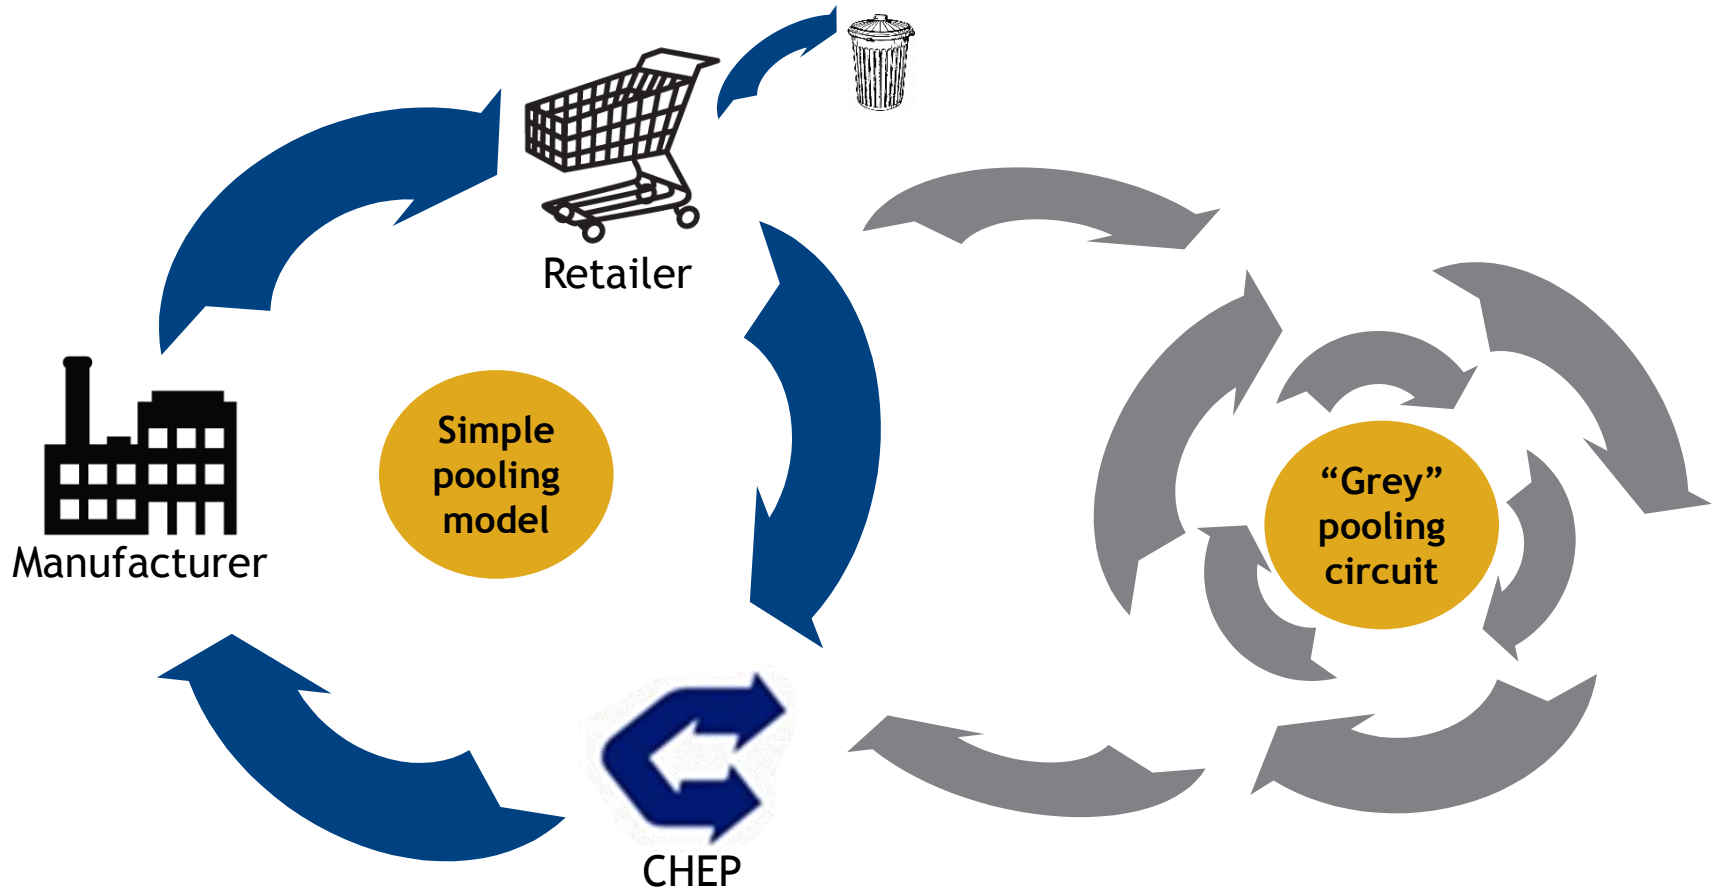 Retailer
Simple
pooling
model
“Grey”
pooling
circuit
Manufacturer
CHEP